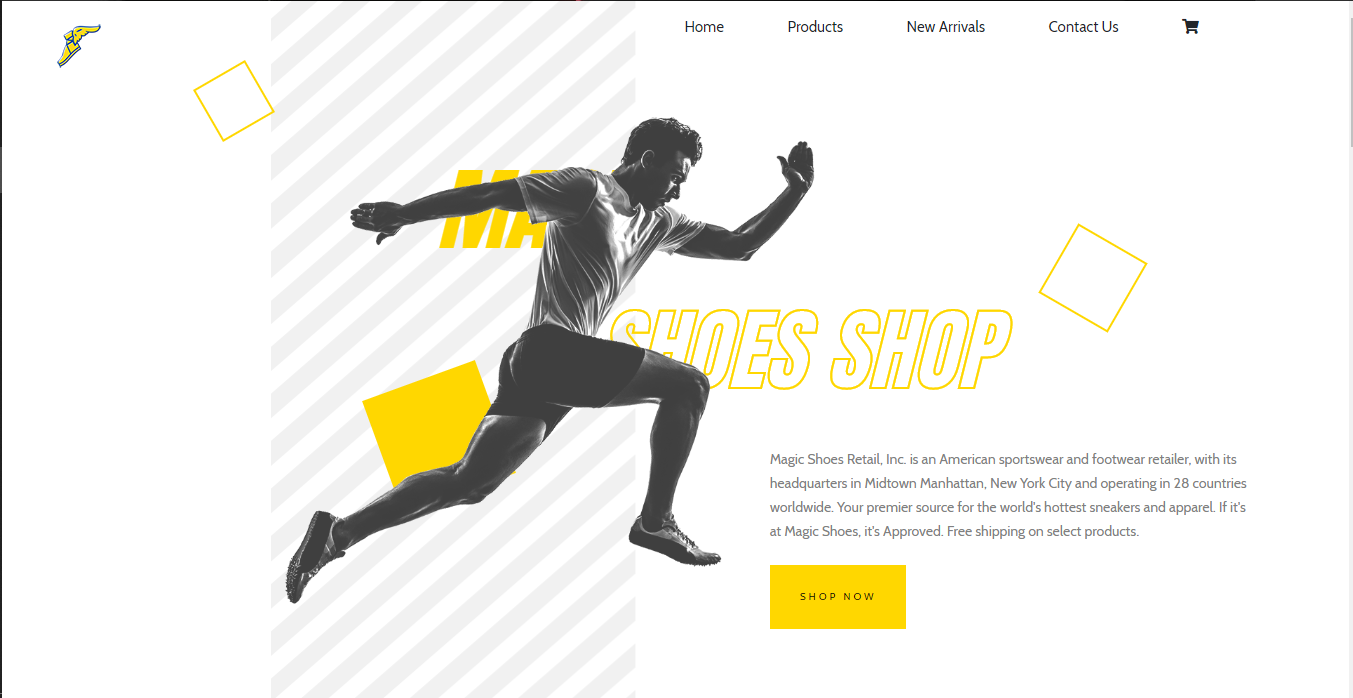 Home Products New Arrivals Contact Us
MA
SHOES SHOP
Magic Shoes Retail, Inc. is an American sportswear and footwear retailer, with its
headquarters in Midtown Manhattan, New York City and operating in 28 countries
worldwide. Your premier source for the world's hottest sneakers and apparel. If it's
at Magic Shoes, it's Approved. Free shipping on select products.
SHOP NOW